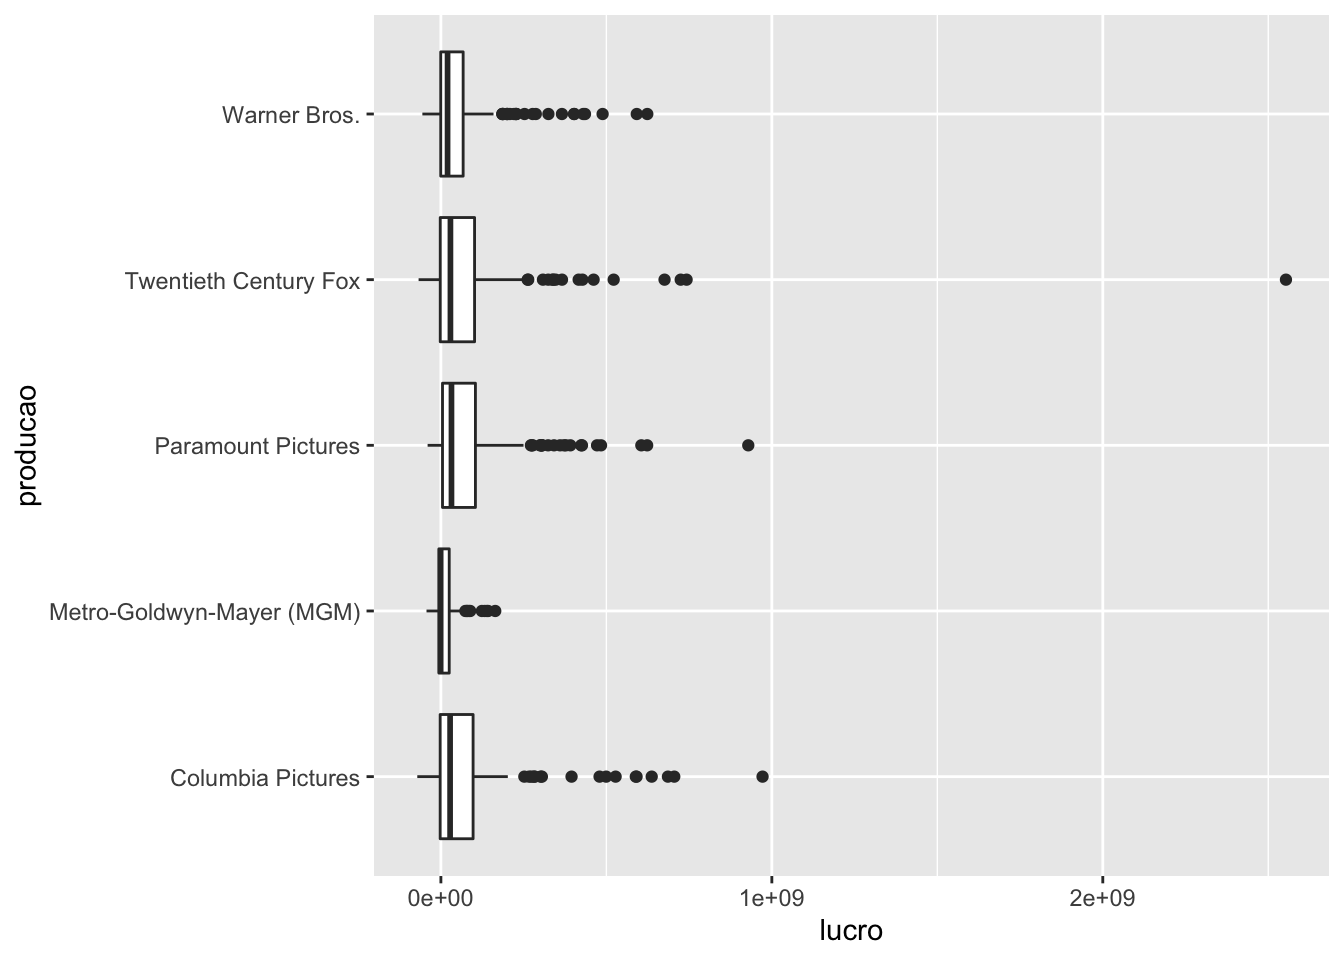 Warner Bros.
Twentieth Century Fox
Paramount Pictures
Metro-Goldwyn-Mayer (MGM)
Columbia Pictures
producao
0e+00
1e+09
2e+09
lucro